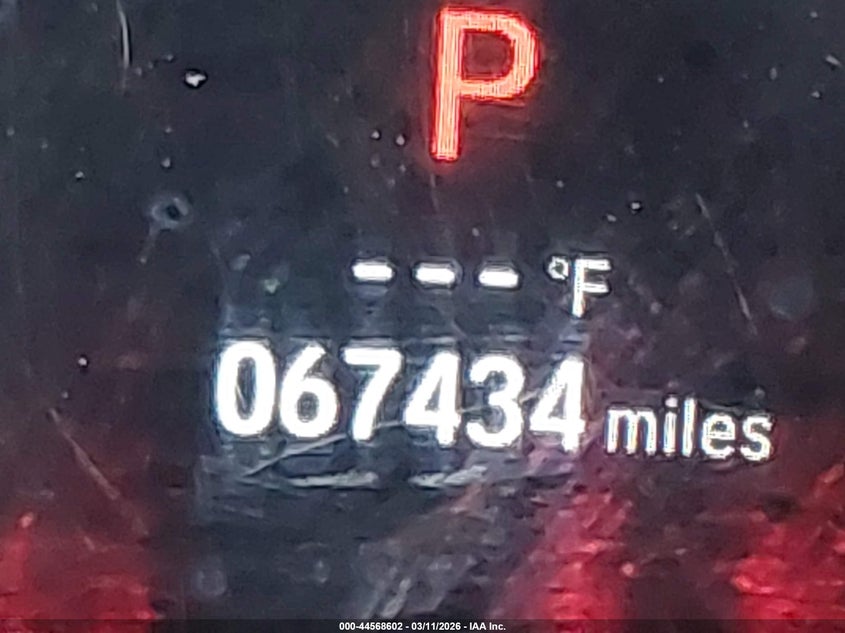 P
--- °F
067434 miles
000-44568602 - 03/11/2026 - IAA Inc.